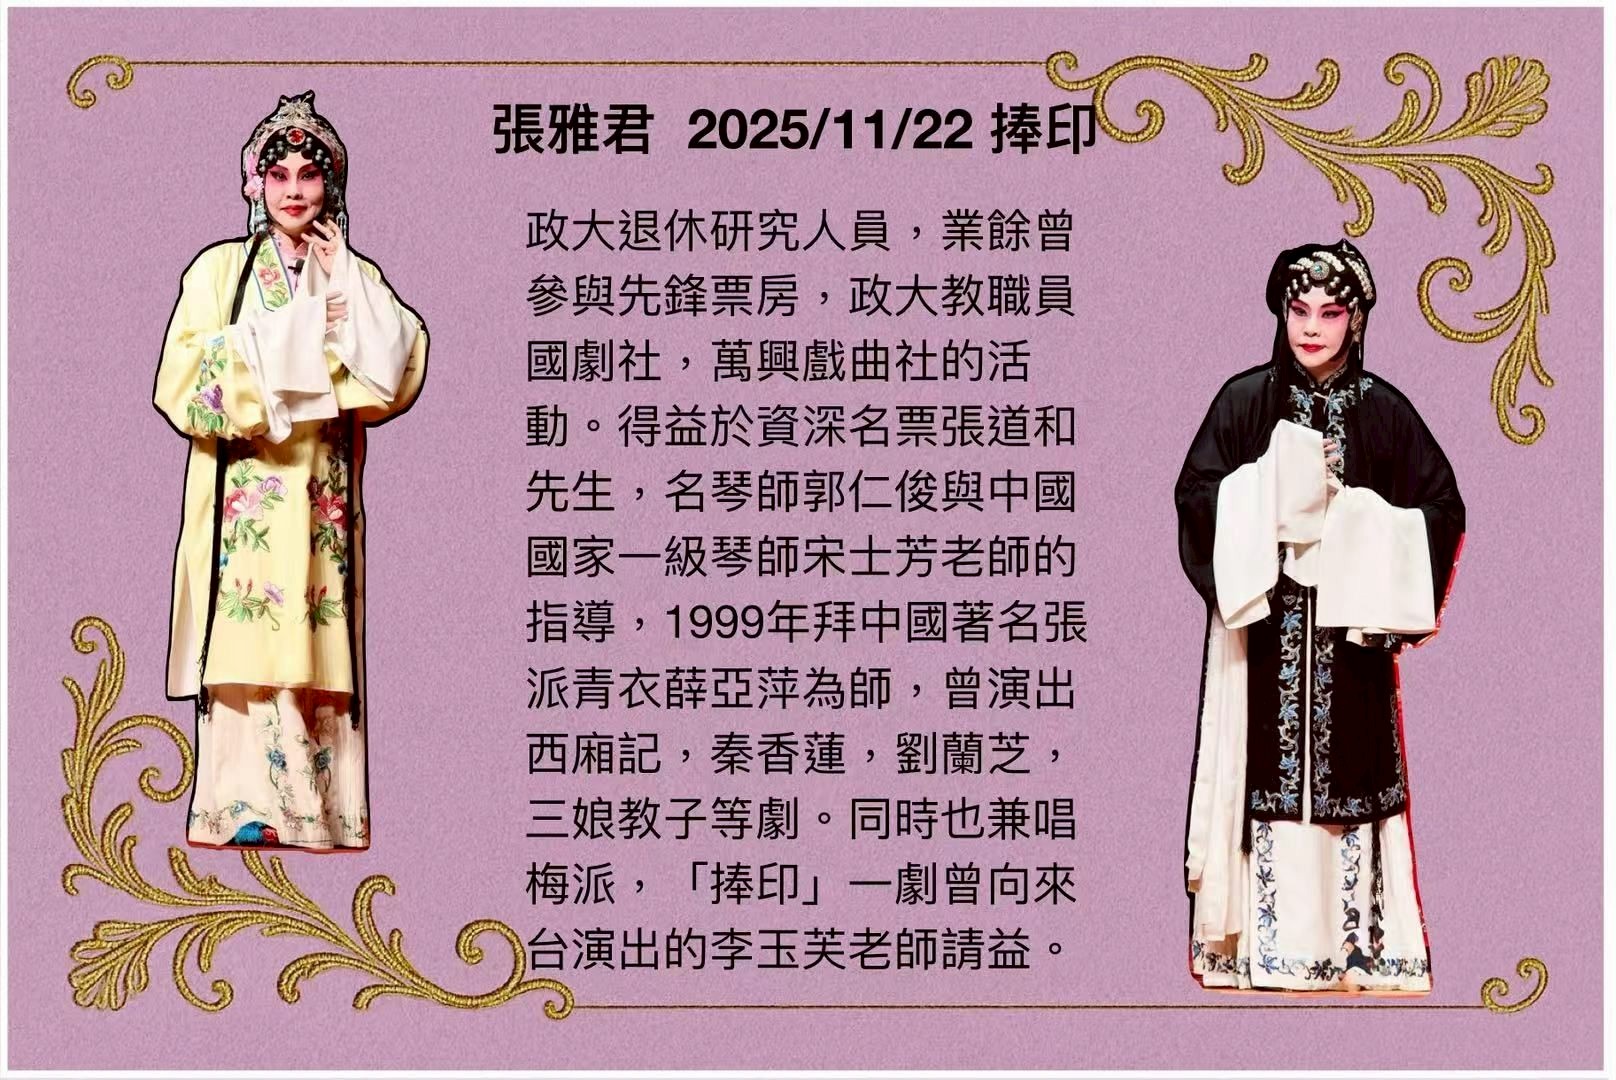 張雅君 2025/11/22 捧印
政大退休研究人員，業餘曾
參與先鋒票房，政大教職員
國劇社，萬興戲曲社的活
動。得益於資深名票張道和
先生，名琴師郭仁俊與中國
國家一級琴師宋士芳老師的
指導，1999年拜中國著名張
派青衣薛亞萍為師，曾演出
西廂記，秦香蓮，劉蘭芝，
三娘教子等劇。同時也兼唱
梅派，「捧印」一劇曾向來
台演出的李玉芙老師請益。